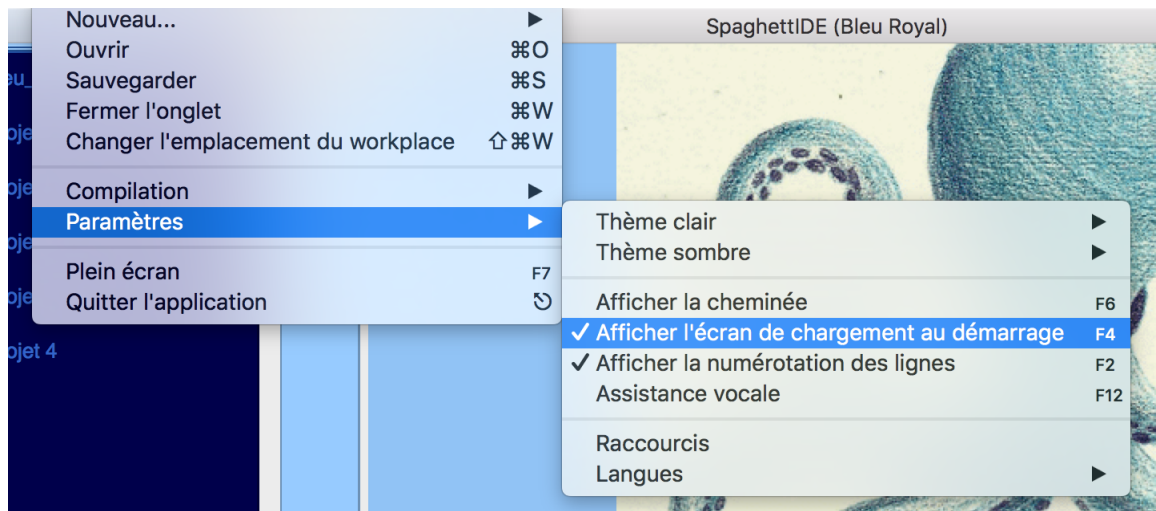 SpaghettIDE (Bleu Royal)
Nouveau... ▶
Ouvrir ⌘O
Sauvegarder ⌘S
Fermer l'onglet ⌘W
Changer l'emplacement du workplace ⇧⌘W
Compilation ▶
Paramètres ▶
Plein écran F7
Quitter l'application ⎋
Thème clair ▶
Thème sombre ▶
Afficher la cheminée F6
✓ Afficher l'écran de chargement au démarrage F4
✓ Afficher la numérotation des lignes F2
Assistance vocale F12
Raccourcis
Langues ▶
ojet 4